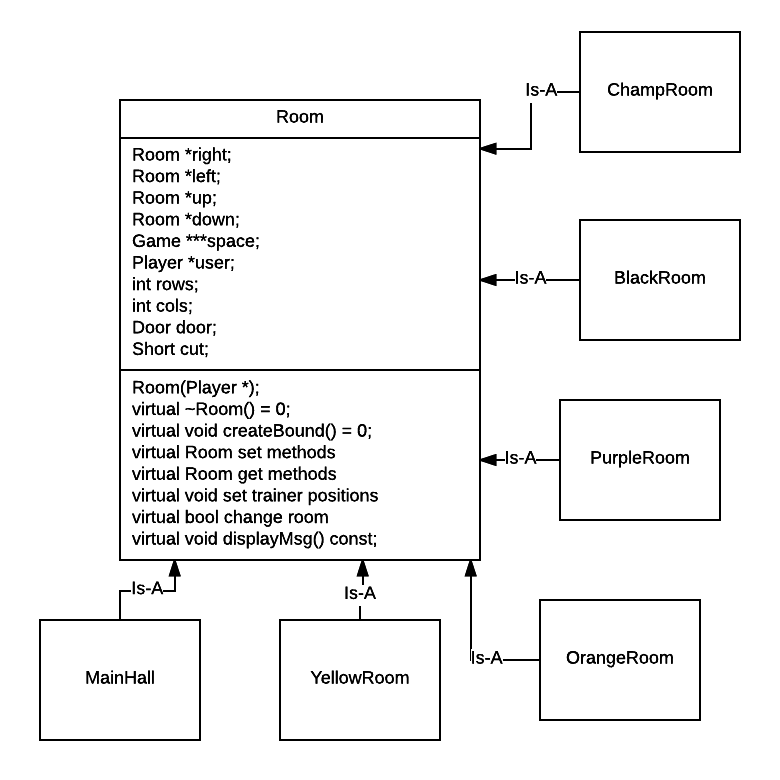 Is-A
ChampRoom
Room
Room *right;
Room *left;
Room *up;
Room *down;
Game ***space;
Player *user;
int rows;
int cols;
Door door;
Short cut;
Is-A
BlackRoom
Room(Player *);
virtual ~Room() = 0;
virtual void createBound() = 0;
virtual Room set methods
virtual Room get methods
virtual void set trainer positions
virtual bool change room
virtual void displayMsg() const;
Is-A
PurpleRoom
Is-A
MainHall
Is-A
YellowRoom
Is-A
OrangeRoom